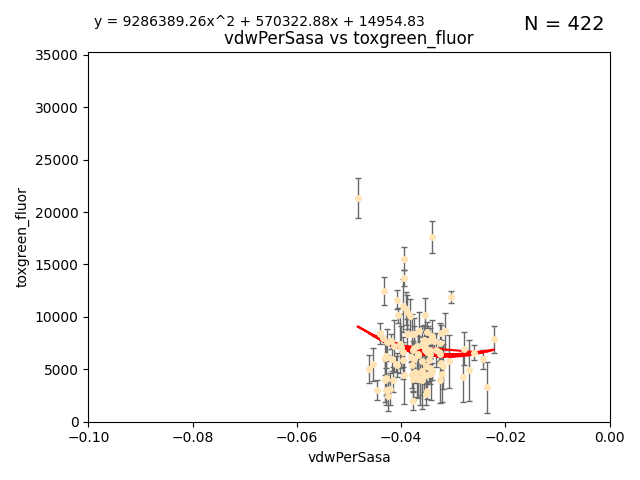 y = 9286389.26x^2 + 570322.88x + 14954.83
N = 422
vdwPerSasa vs toxgreen_fluor
35000
30000
25000
20000
15000
10000
5000
0
toxgreen_fluor
−0.10
−0.08
−0.06
−0.04
−0.02
0.00
vdwPerSasa